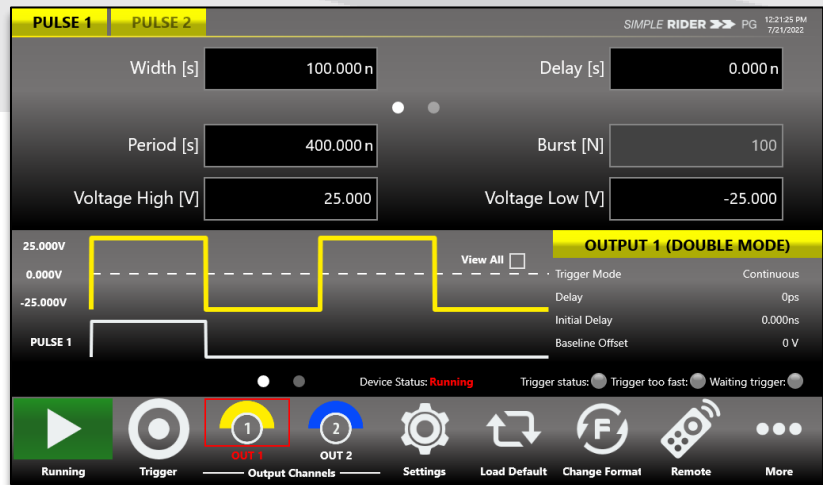 PULSE 1 PULSE 2 SIMPLE RIDER PG 12:21:25 PM
7/21/2022
Width [s] 100.000 n Delay [s] 0.000 n
Period [s] 400.000 n Burst [N] 100
Voltage High [V] 25.000 Voltage Low [V] -25.000
25.000V
0.000V
-25.000V
PULSE 1
View All
OUTPUT 1 (DOUBLE MODE)
Trigger Mode Continuous
Delay 0ps
Initial Delay 0.000ns
Baseline Offset 0 V
Device Status: Running Trigger status: Trigger too fast: Waiting trigger:
1 2 F
OUT 1 OUT 2
Running Trigger Output Channels Settings Load Default Change Format Remote More